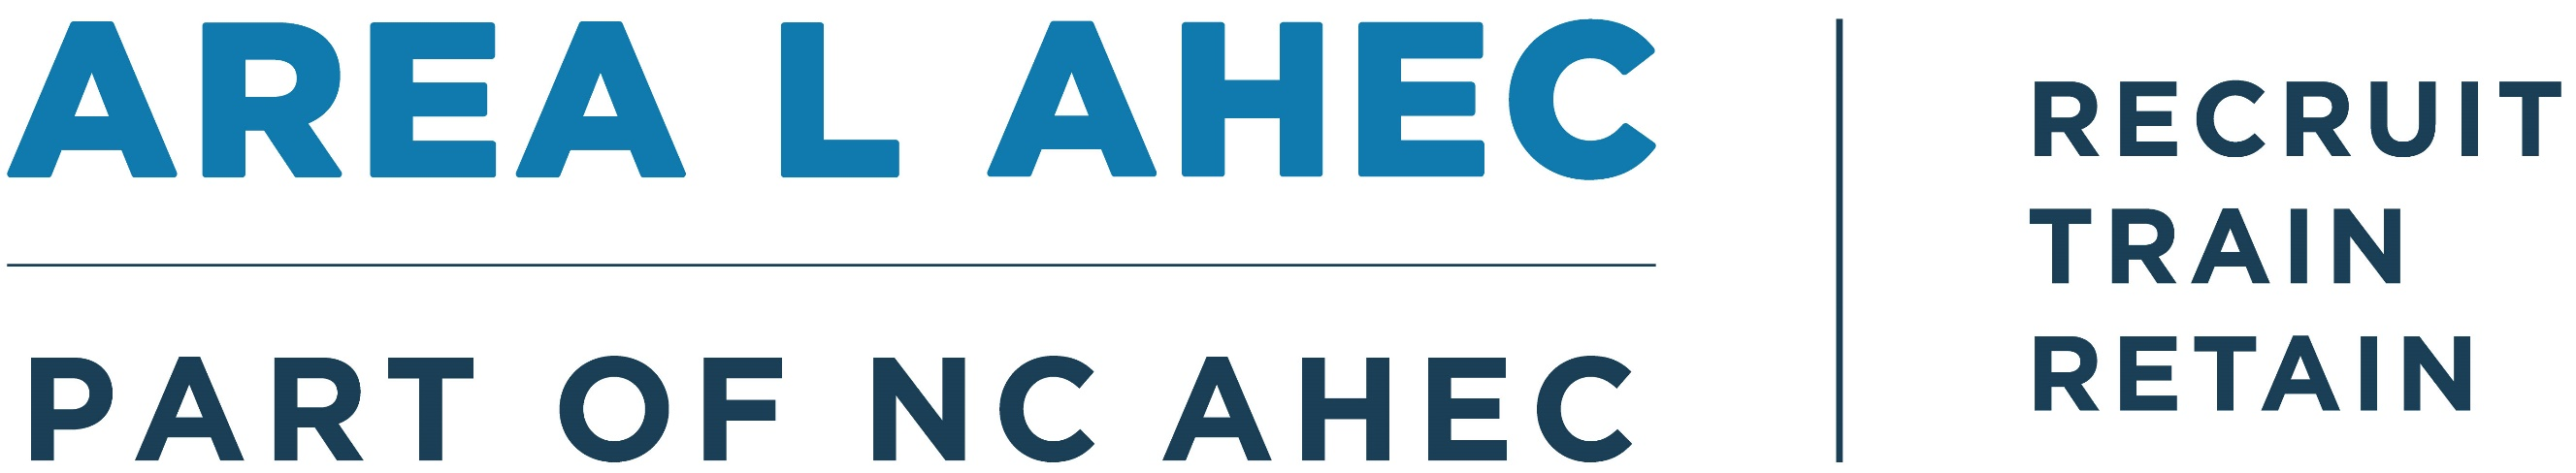 AREA L AHEC
PART OF NC AHEC
RECRUIT
TRAIN
RETAIN